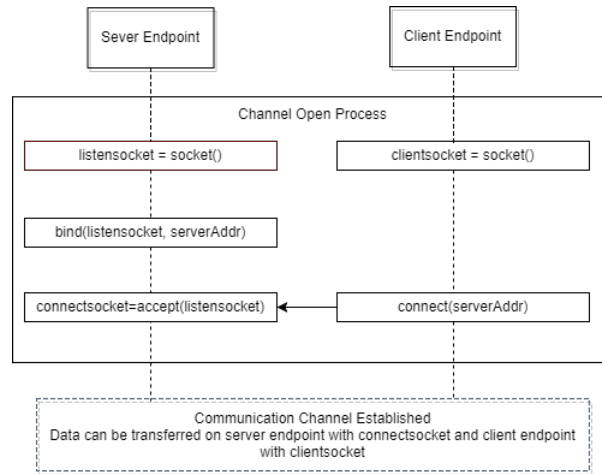 Sever Endpoint
Client Endpoint
Channel Open Process
listensocket = socket()
clientsocket = socket()
bind(listensocket, serverAddr)
connectsocket=accept(listensocket)
connect(serverAddr)
Communication Channel Established
Data can be transferred on server endpoint with connectsocket and client endpoint
with clientsocket